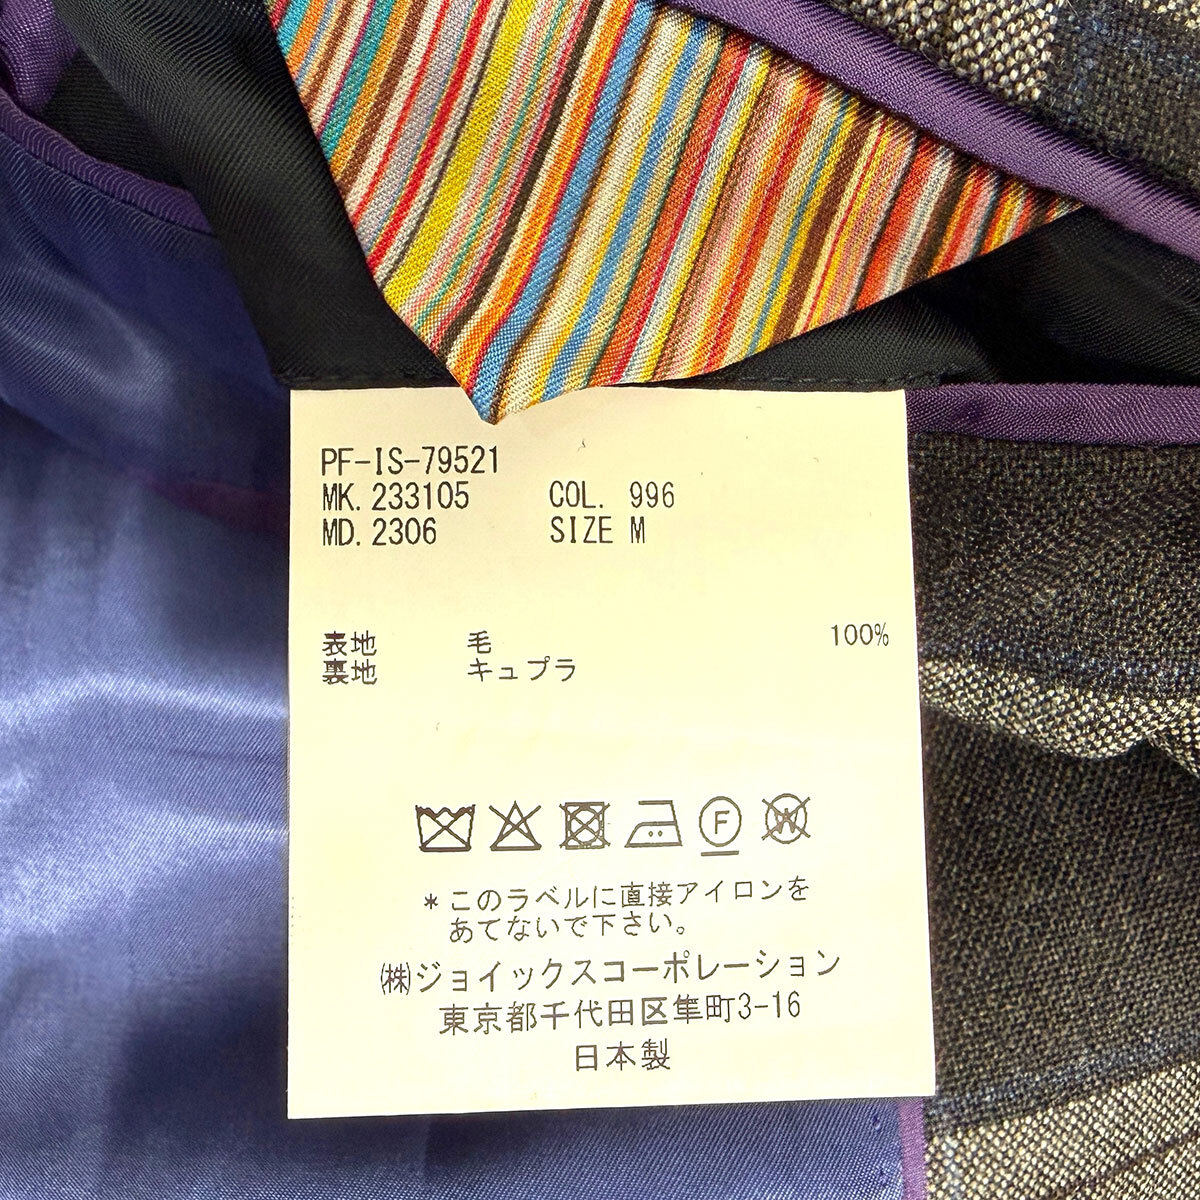 PF-IS-79521
MK. 233105 COL. 996
MD. 2306 SIZE M
表地 毛 100%
裏地 キュプラ
F
W
*このラベルに直接アイロンを
あてないで下さい。
㈱ジョイックスコーポレーション
東京都千代田区隼町3-16
日本製